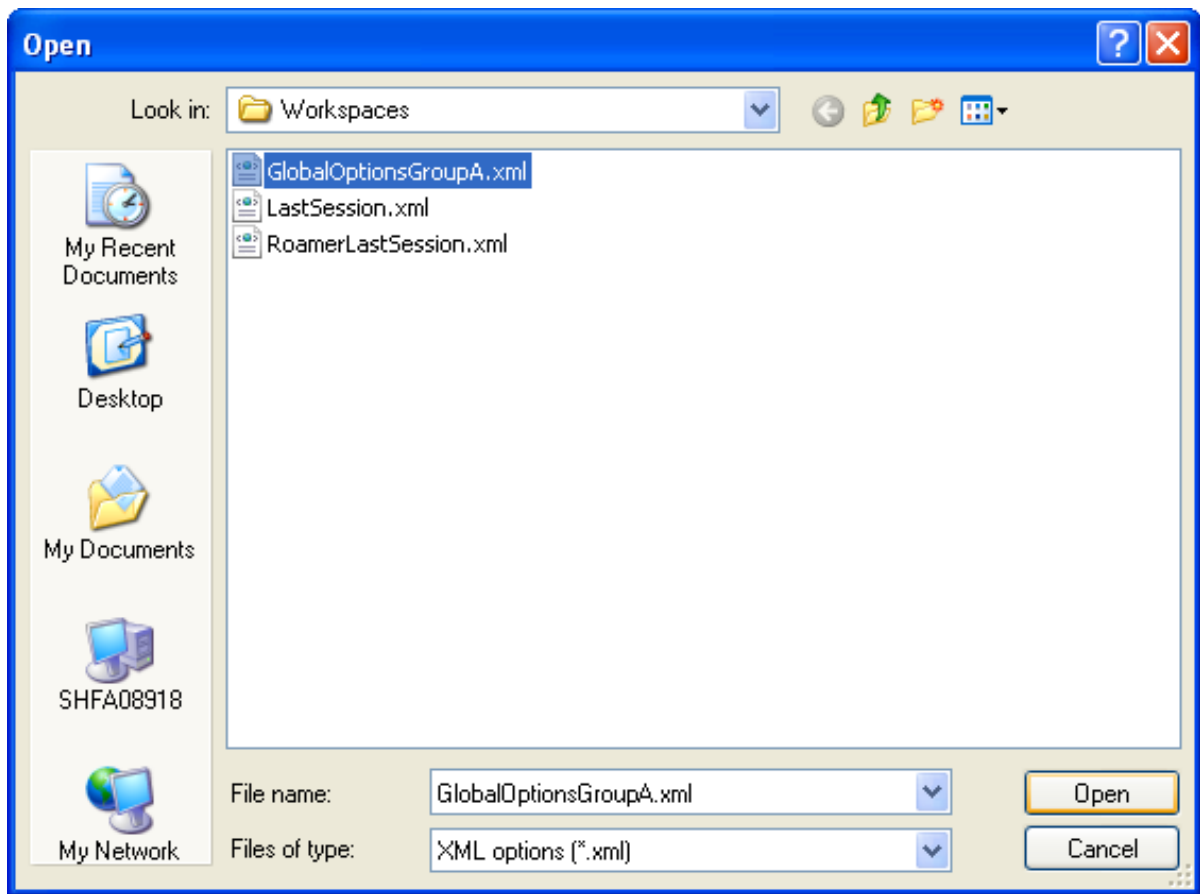 Open
Look in: Workspaces
GlobalOptionsGroupA.xml
LastSession.xml
RoamerLastSession.xml
My Recent
Documents
Desktop
My Documents
SHFA08918
My Network
File name: GlobalOptionsGroupA.xml Open
Files of type: XML options (*.xml) Cancel